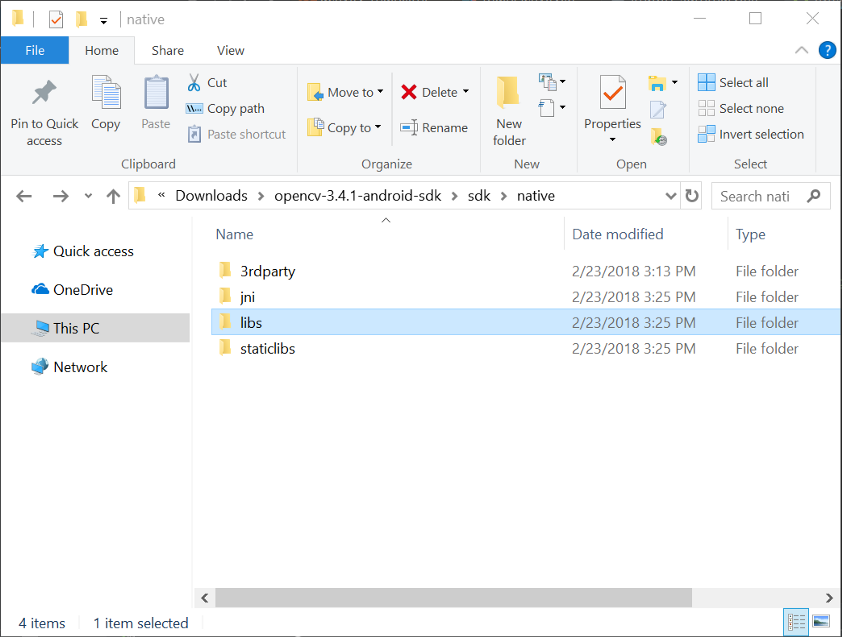 native
File Home Share View
Pin to Quick access
Copy
Paste
Cut
Copy path
Paste shortcut
Clipboard
Move to
Copy to
Delete
Rename
Organize
New folder
New
Properties
Open
Select all
Select none
Invert selection
Select
« Downloads > opencv-3.4.1-android-sdk > sdk > native
Search nati
Quick access
OneDrive
This PC
Network
Name Date modified Type
3rdparty 2/23/2018 3:13 PM File folder
jni 2/23/2018 3:25 PM File folder
libs 2/23/2018 3:25 PM File folder
staticlibs 2/23/2018 3:25 PM File folder
4 items 1 item selected